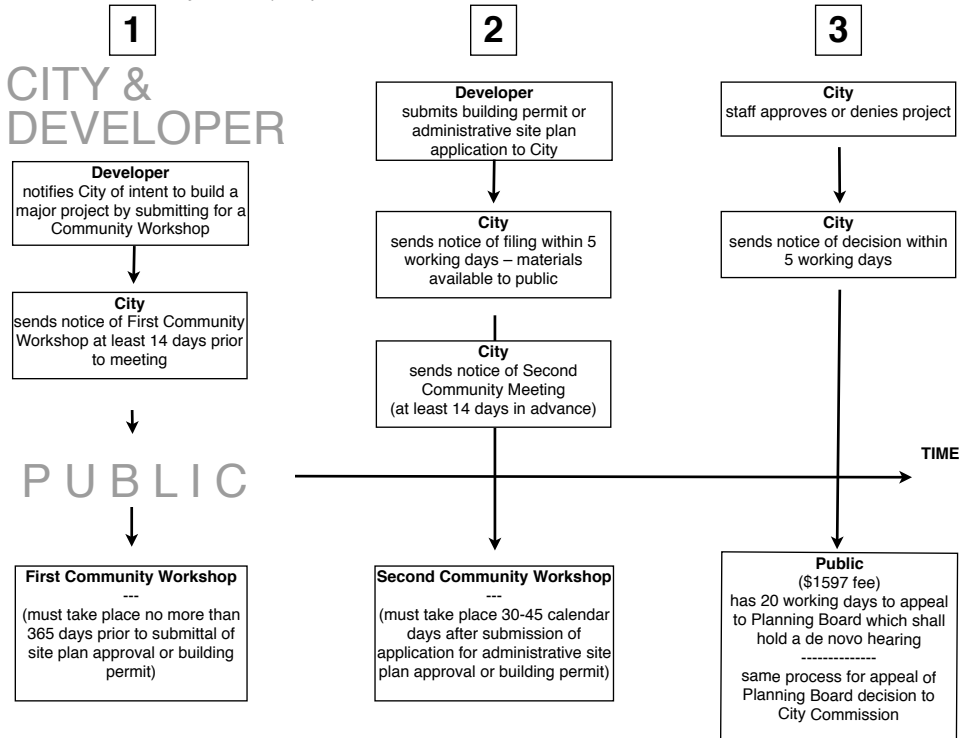 1
CITY &
DEVELOPER
Developer
notifies City of intent to build a
major project by submitting for a
Community Workshop
City
sends notice of First Community
Workshop at least 14 days prior
to meeting
2
Developer
submits building permit or
administrative site plan
application to City
City
sends notice of filing within 5
working days – materials
available to public
City
sends notice of Second
Community Meeting
(at least 14 days in advance)
3
City
staff approves or denies project
City
sends notice of decision within
5 working days
TIME
PUBLIC
First Community Workshop
---
(must take place no more than
365 days prior to submittal of
site plan approval or building
permit)
Second Community Workshop
---
(must take place 30-45 calendar
days after submission of
application for administrative site
plan approval or building permit)
Public
($1597 fee)
has 20 working days to appeal
to Planning Board which shall
hold a de novo hearing
--------------
same process for appeal of
Planning Board decision to
City Commission